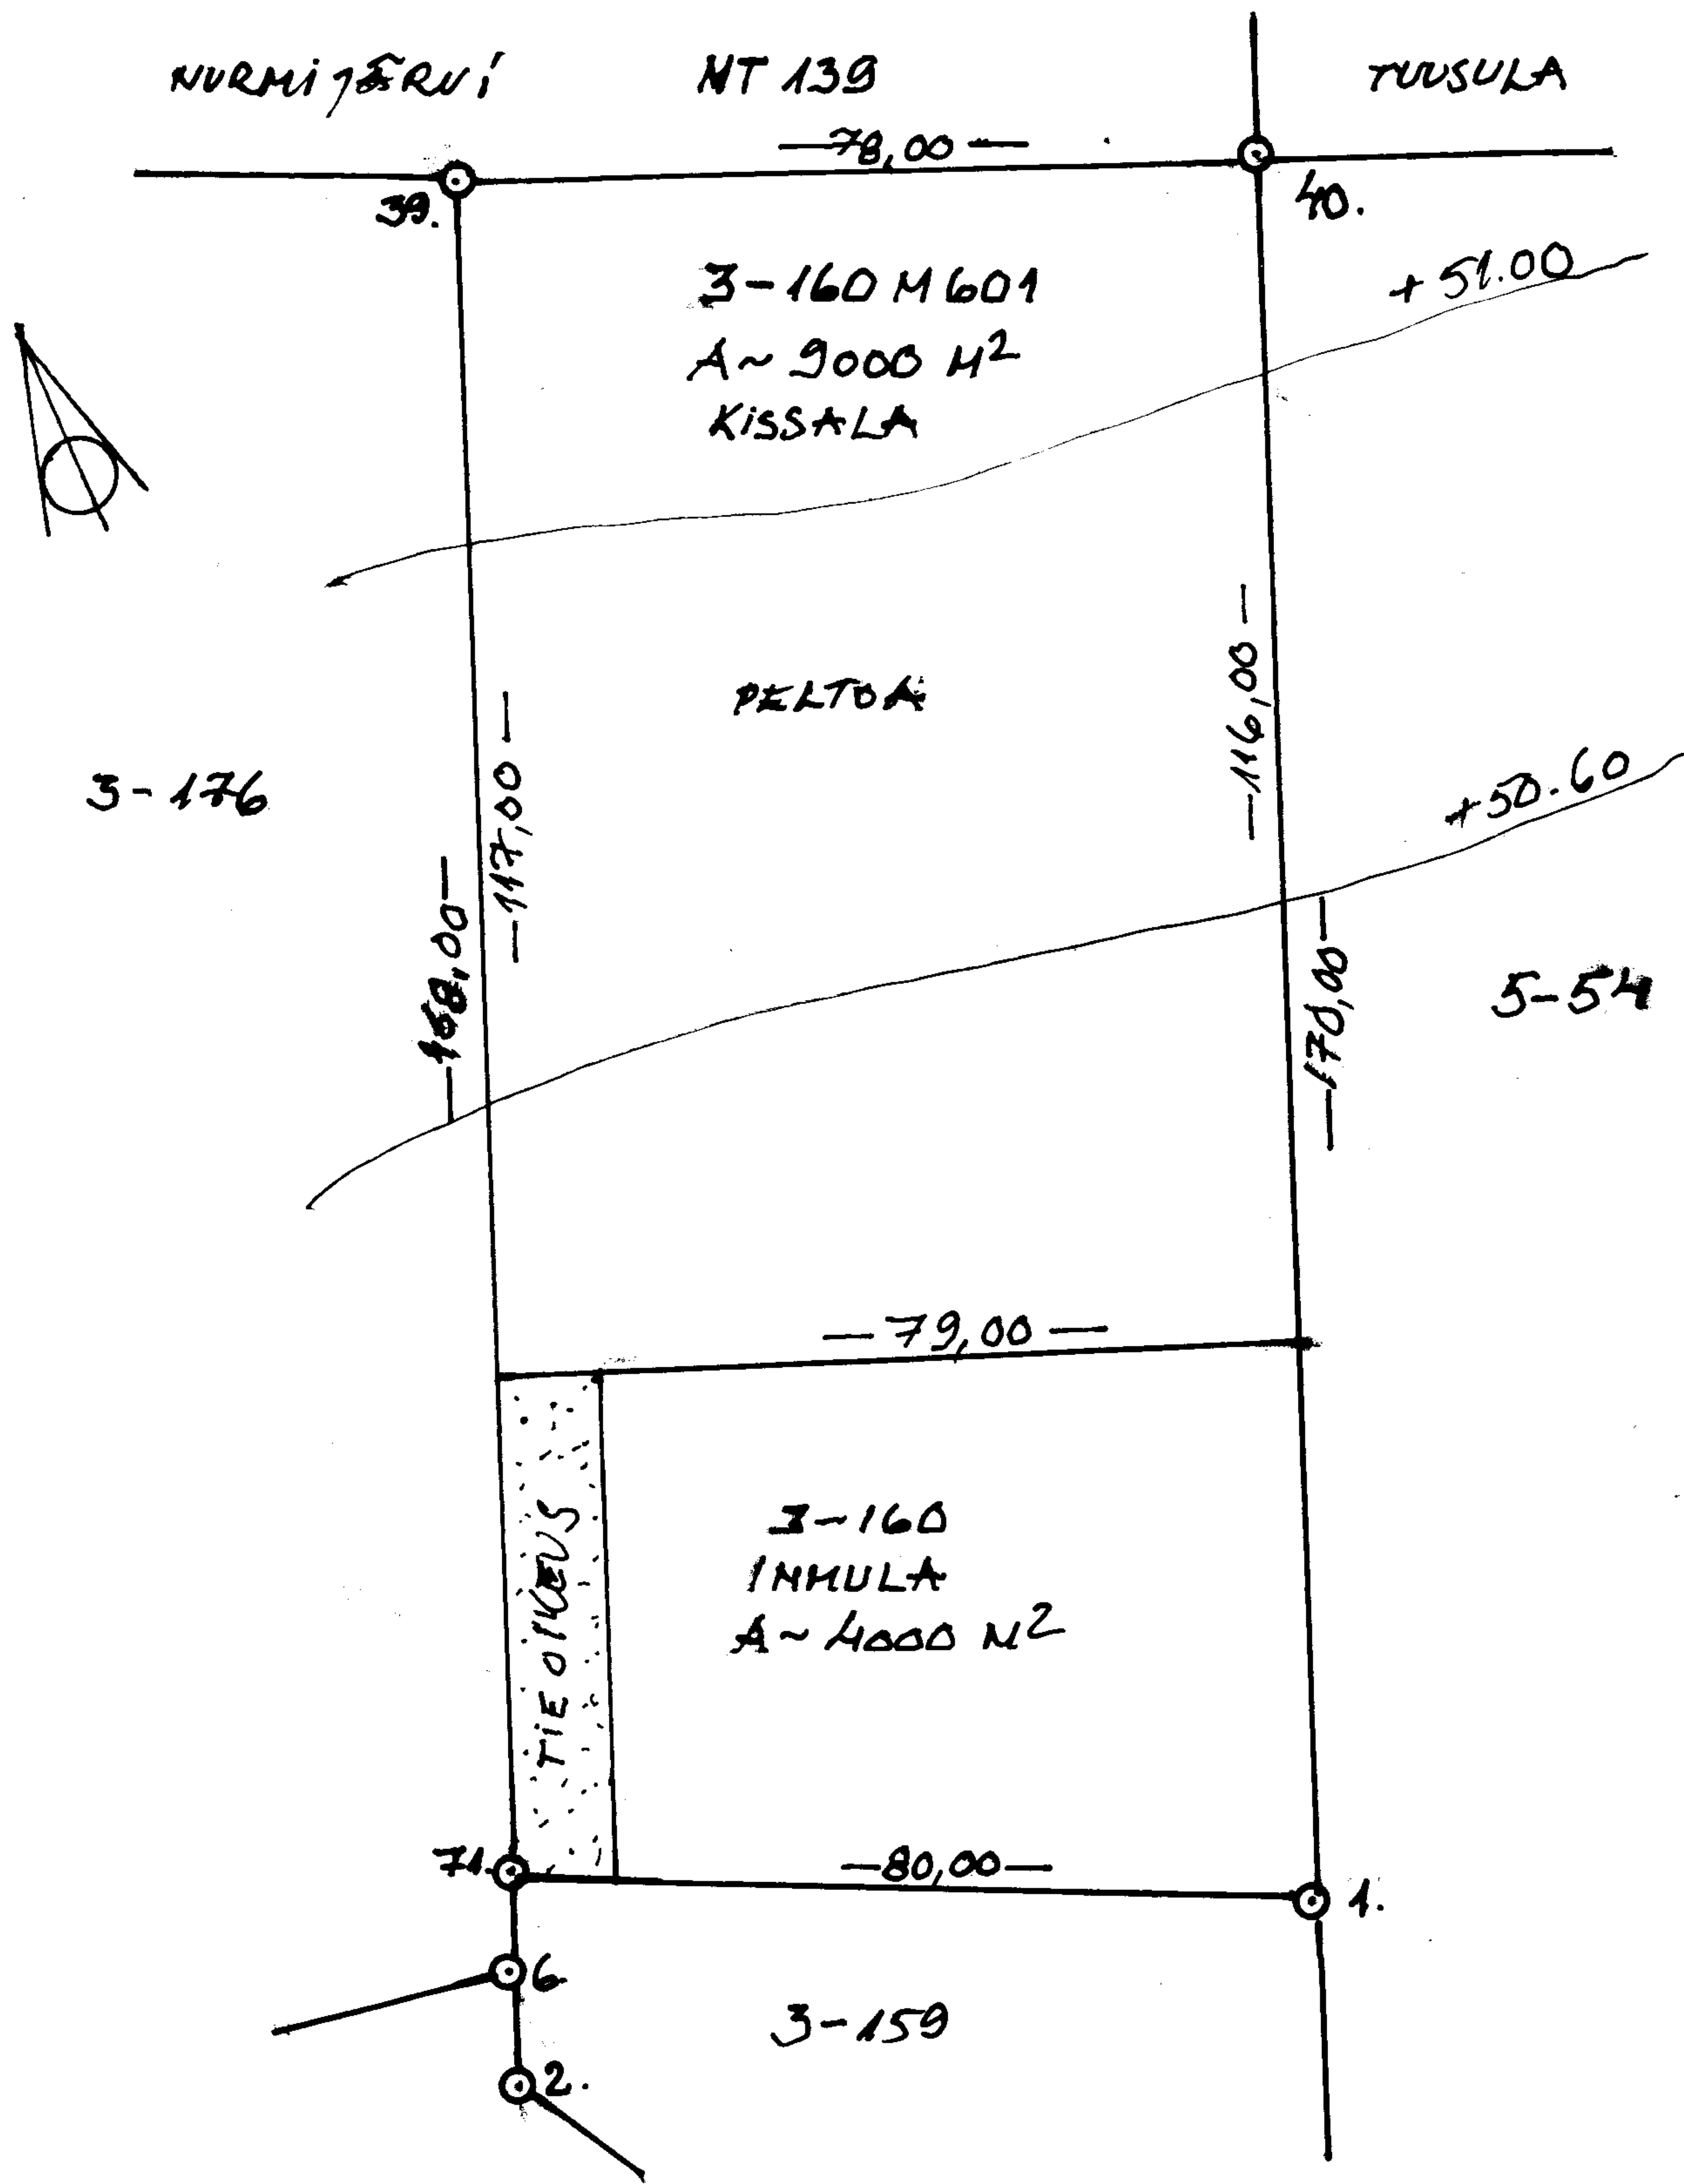 NURMiJÄRVi
MT 139
TUUSULA
—78,00—
39.
40.
3-160 M 601
A~ 9000 M²
KiSSALA
+51.00
PELTOA
—116,00—
—117,00—
3-176
+50.60
—168,00—
—170,00—
5-54
—79,00—
3-160
INMULA
A~ 4000 M²
TiEOIKEUS
71.
—80,00—
1.
6
3-159
2.